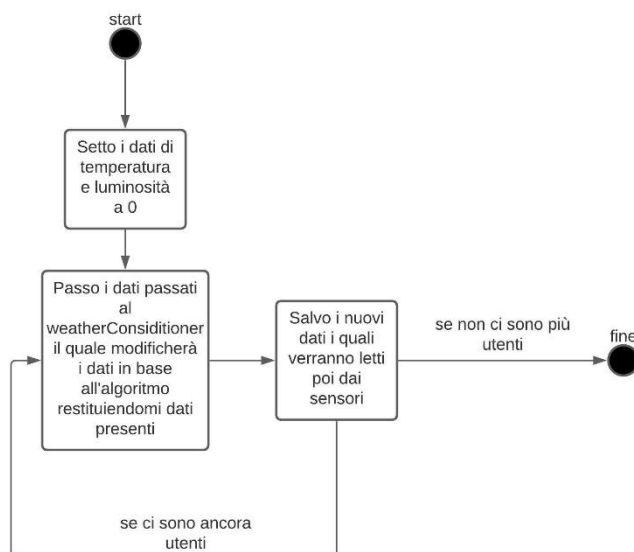 start
Setto i dati di
temperatura
e luminosità
a 0
Passo i dati passati
al
weatherConsiditioner
il quale modificherà
i dati in base
all'algoritmo
restituiendomi dati
presenti
Salvo i nuovi
dati i quali
verranno letti
poi dai
sensori
se non ci sono più
utenti
fine
se ci sono ancora
utenti